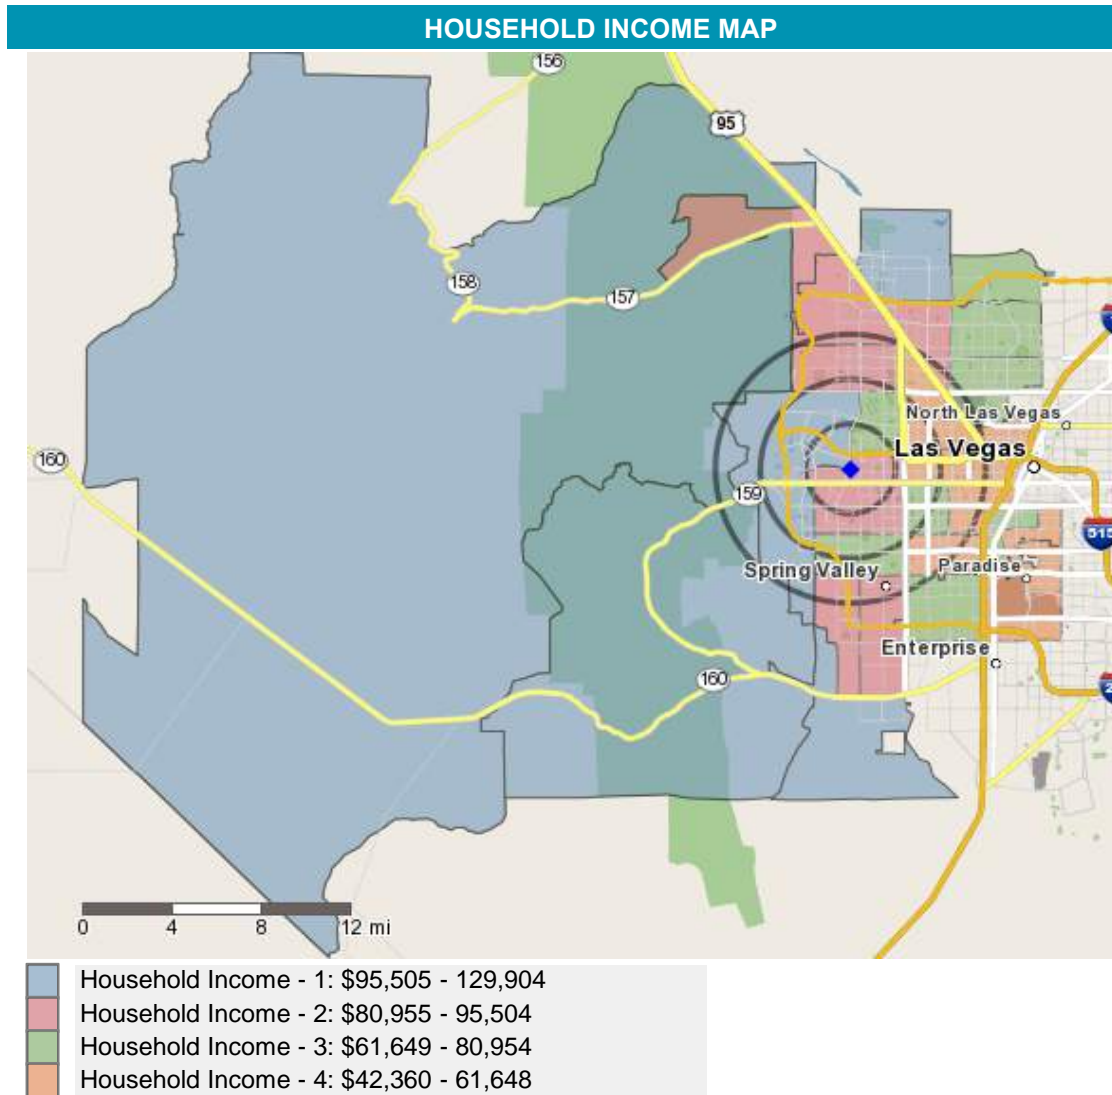 HOUSEHOLD INCOME MAP
156
95
158
157
North Las Vegas
Las Vegas
160
159
515
Spring Valley
Paradise
Enterprise
160
0 4 8 12 mi
Household Income - 1: $95,505 - 129,904
Household Income - 2: $80,955 - 95,504
Household Income - 3: $61,649 - 80,954
Household Income - 4: $42,360 - 61,648